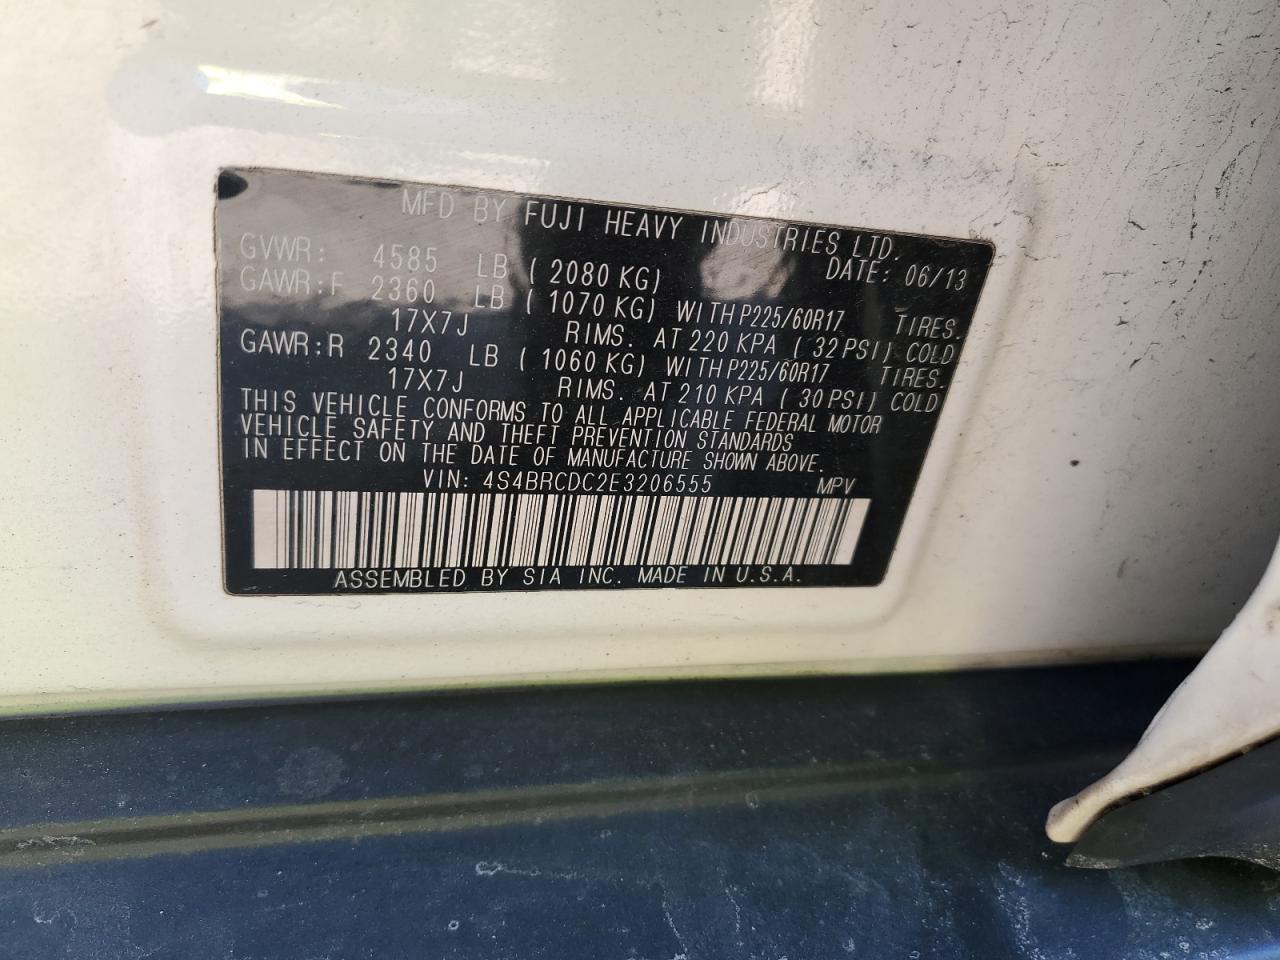 MFD BY FUJI HEAVY INDUSTRIES LTD.
GVWR: 4585 LB (2080 KG) DATE: 06/13
GAWR:F 2360 LB (1070 KG) WITH P225/60R17 TIRES.
17X7J RIMS. AT 220 KPA (32 PSI) COLD
GAWR:R 2340 LB (1060 KG) WITH P225/60R17 TIRES.
17X7J RIMS. AT 210 KPA (30 PSI) COLD
THIS VEHICLE CONFORMS TO ALL APPLICABLE FEDERAL MOTOR
VEHICLE SAFETY AND THEFT PREVENTION STANDARDS
IN EFFECT ON THE DATE OF MANUFACTURE SHOWN ABOVE.
VIN: 4S4BRCDC2E3206555 MPV
ASSEMBLED BY SIA INC. MADE IN U.S.A.